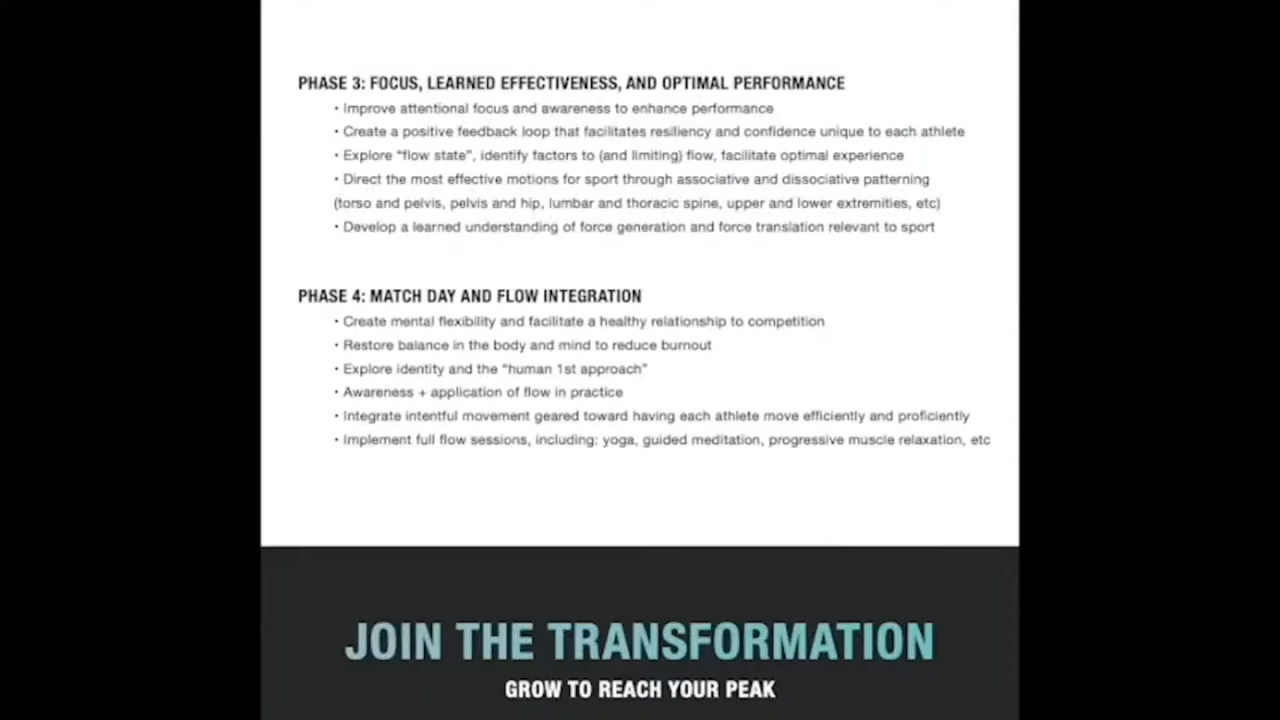 PHASE 3: FOCUS, LEARNED EFFECTIVENESS, AND OPTIMAL PERFORMANCE
• Improve attentional focus and awareness to enhance performance
• Create a positive feedback loop that facilitates resiliency and confidence unique to each athlete
• Explore “flow state”, identify factors to (and limiting) flow, facilitate optimal experience
• Direct the most effective motions for sport through associative and dissociative patterning
(torso and pelvis, pelvis and hip, lumbar and thoracic spine, upper and lower extremities, etc)
• Develop a learned understanding of force generation and force translation relevant to sport
PHASE 4: MATCH DAY AND FLOW INTEGRATION
• Create mental flexibility and facilitate a healthy relationship to competition
• Restore balance in the body and mind to reduce burnout
• Explore identity and the “human 1st approach”
• Awareness + application of flow in practice
• Integrate intentful movement geared toward having each athlete move efficiently and proficiently
• Implement full flow sessions, including: yoga, guided meditation, progressive muscle relaxation, etc
JOIN THE TRANSFORMATION
GROW TO REACH YOUR PEAK